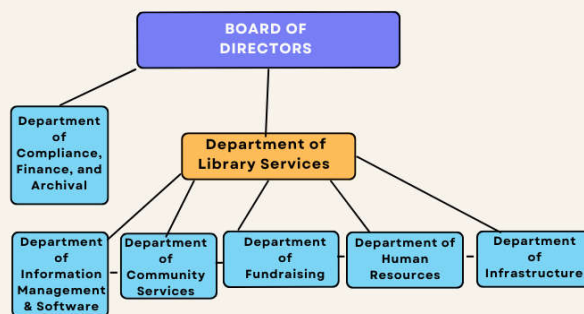 BOARD OF
DIRECTORS
Department
of
Compliance,
Finance, and
Archival
Department of
Library Services
Department
of
Information
Management
& Software
Department
of
Community
Services
Department
of
Fundraising
Department of
Human
Resources
Department
of
Infrastructure